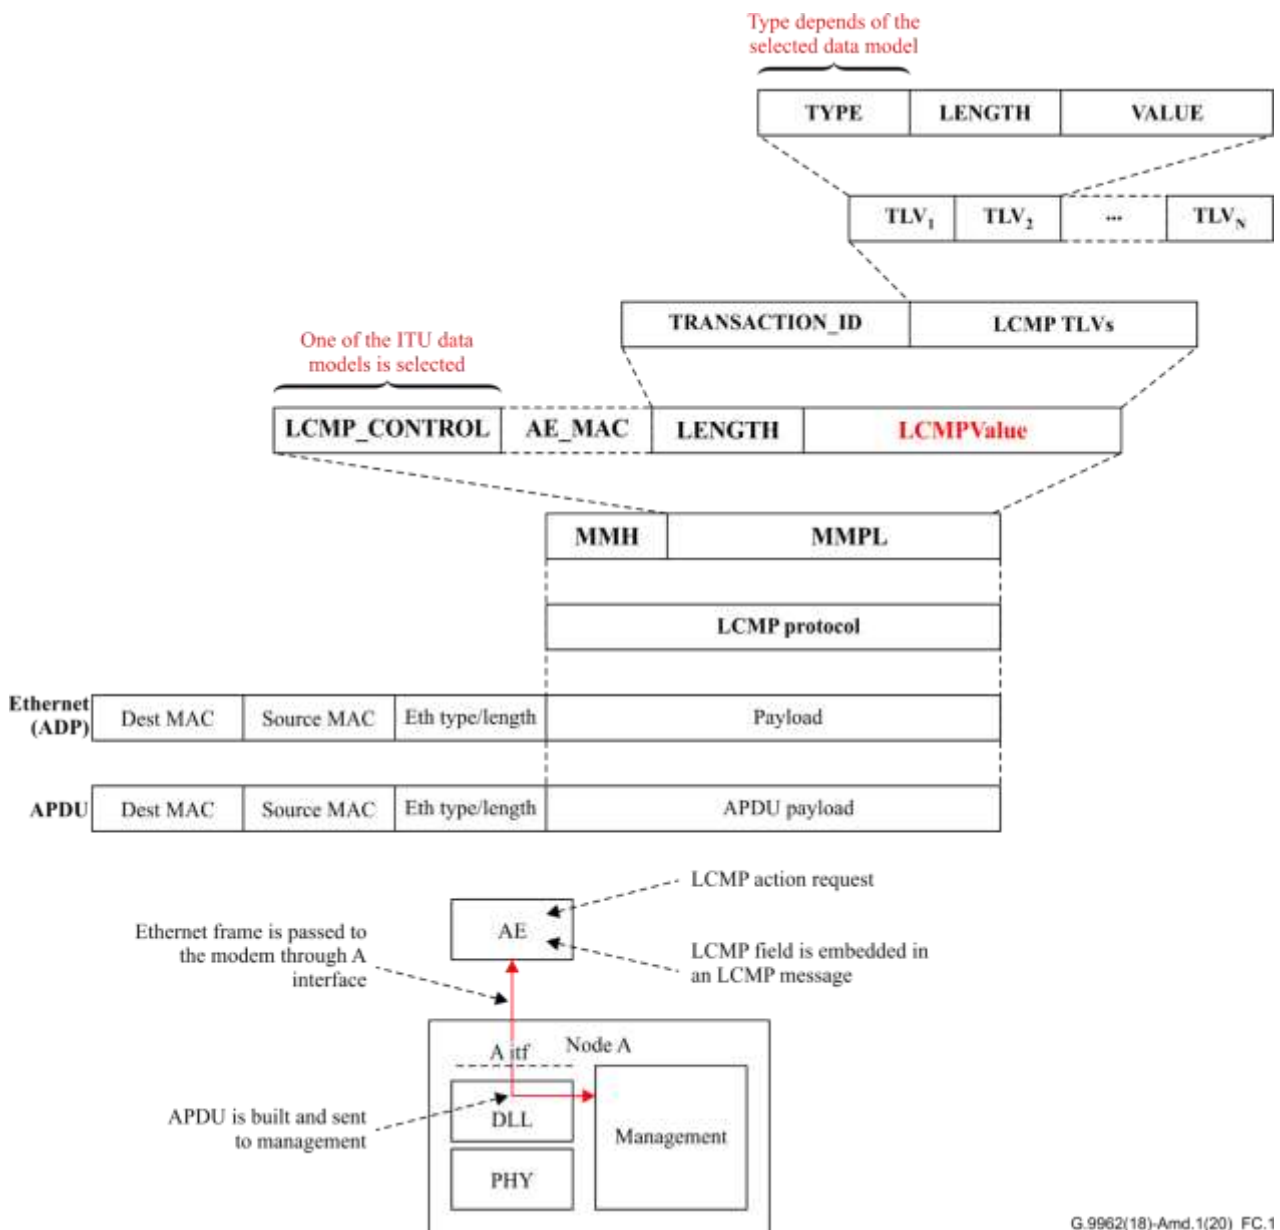 Type depends of the
selected data model
TYPE LENGTH VALUE
TLV1 TLV2 ... TLVN
TRANSACTION_ID LCMP TLVs
One of the ITU data
models is selected
LCMP_CONTROL AE_MAC LENGTH LCMPValue
MMH MMPL
LCMP protocol
Ethernet
(ADP)
Dest MAC Source MAC Eth type/length Payload
APDU Dest MAC Source MAC Eth type/length APDU payload
LCMP action request
AE
Ethernet frame is passed to
the modem through A
interface
LCMP field is embedded in
an LCMP message
A itf Node A
APDU is built and sent
to management
DLL
Management
PHY
G.9962(18)-Amd.1(20)_FC.1